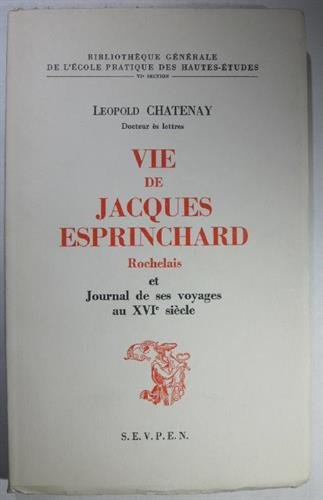 BIBLIOTHÈQUE GÉNÉRALE
DE L'ÉCOLE PRATIQUE DES HAUTES-ÉTUDES
VIe SECTION
LEOPOLD CHATENAY
Docteur ès lettres
VIE
DE
JACQUES
ESPRINCHARD
Rochelais
et
Journal de ses voyages
au XVIe siècle
S.E.V.P.E.N.